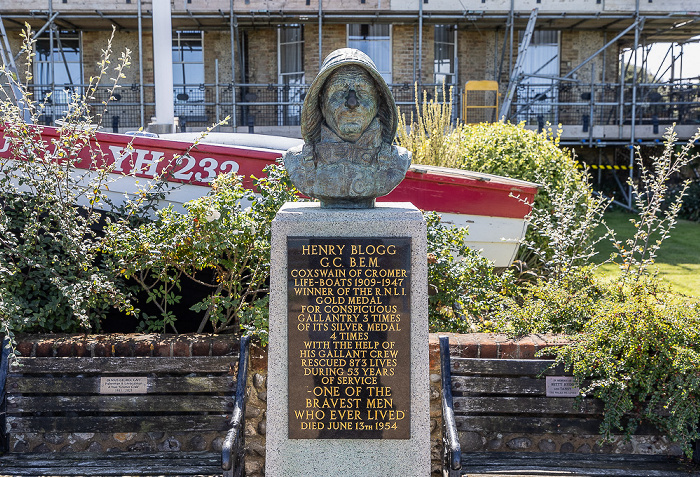 YH 233
HENRY BLOGG
G.C. B.E.M.
COXSWAIN OF CROMER
LIFE-BOATS 1909-1947
WINNER OF THE R.N.L.I.
GOLD MEDAL
FOR CONSPICUOUS
GALLANTRY 3 TIMES
OF ITS SILVER MEDAL
4 TIMES
WITH THE HELP OF
HIS GALLANT CREW
RESCUED 873 LIVES
DURING 53 YEARS
OF SERVICE
-ONE OF THE
BRAVEST MEN
WHO EVER LIVED
DIED JUNE 13TH 1954